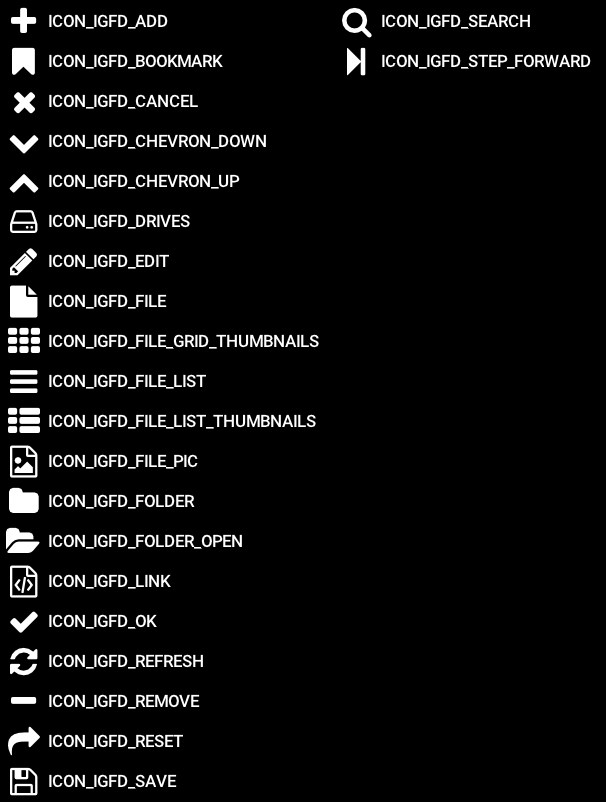 ICON_IGFD_ADD
ICON_IGFD_BOOKMARK
ICON_IGFD_CANCEL
ICON_IGFD_CHEVRON_DOWN
ICON_IGFD_CHEVRON_UP
ICON_IGFD_DRIVES
ICON_IGFD_EDIT
ICON_IGFD_FILE
ICON_IGFD_FILE_GRID_THUMBNAILS
ICON_IGFD_FILE_LIST
ICON_IGFD_FILE_LIST_THUMBNAILS
ICON_IGFD_FILE_PIC
ICON_IGFD_FOLDER
ICON_IGFD_FOLDER_OPEN
ICON_IGFD_LINK
ICON_IGFD_OK
ICON_IGFD_REFRESH
ICON_IGFD_REMOVE
ICON_IGFD_RESET
ICON_IGFD_SAVE
ICON_IGFD_SEARCH
ICON_IGFD_STEP_FORWARD